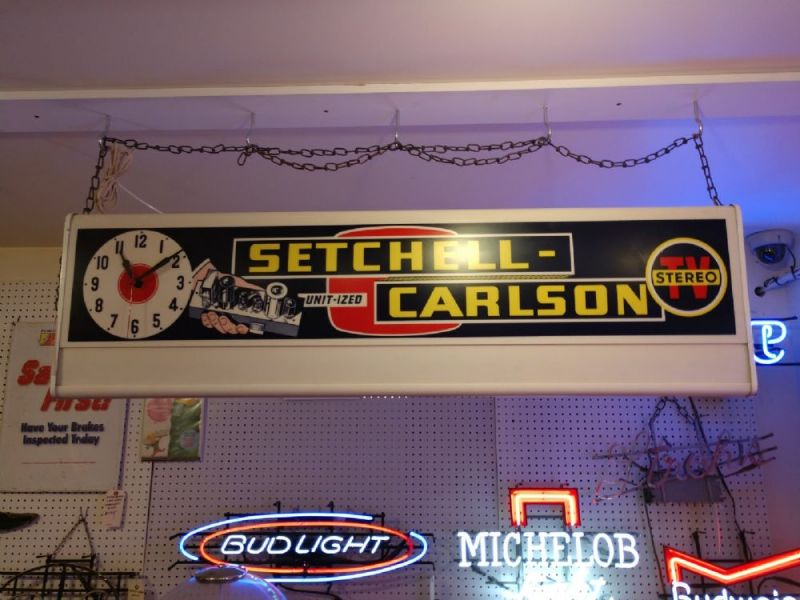 12
11 1
10 2
9 3
8 4
7 5
6
SETCHELL-
UNIT-IZED
CARLSON
TV
STEREO
First!
Have Your Brakes
Inspected Today
BUD LIGHT
MICHELOB